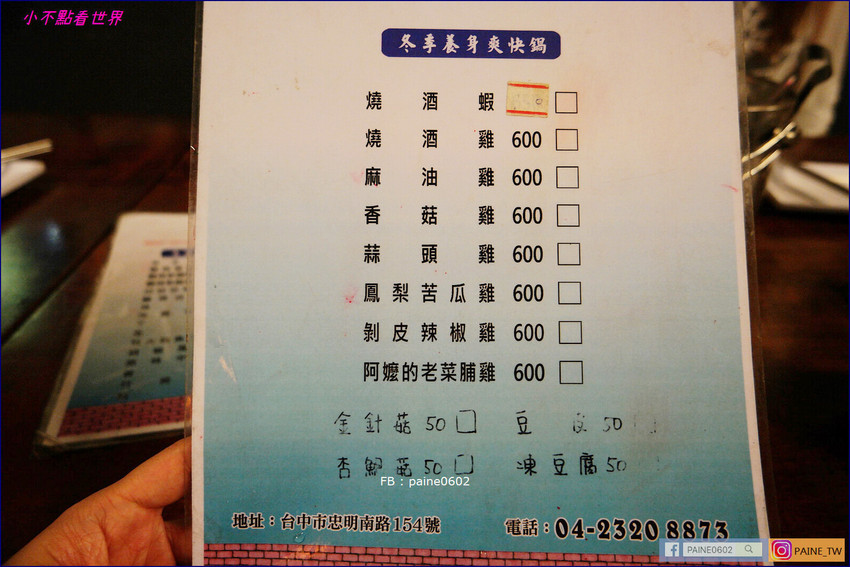 小不點看世界
冬季養身爽快鍋
燒酒蝦 □
燒酒雞 600 □
麻油雞 600 □
香菇雞 600 □
蒜頭雞 600 □
鳳梨苦瓜雞 600 □
剝皮辣椒雞 600 □
阿嬤的老菜脯雞 600 □
金針菇 50 □ 豆皮 50 □
杏鮑菇 50 □ 凍豆腐 50
FB : paine0602
地址：台中市忠明南路154號 電話：04-2320 8873
PAINE0602 PAINE_TW